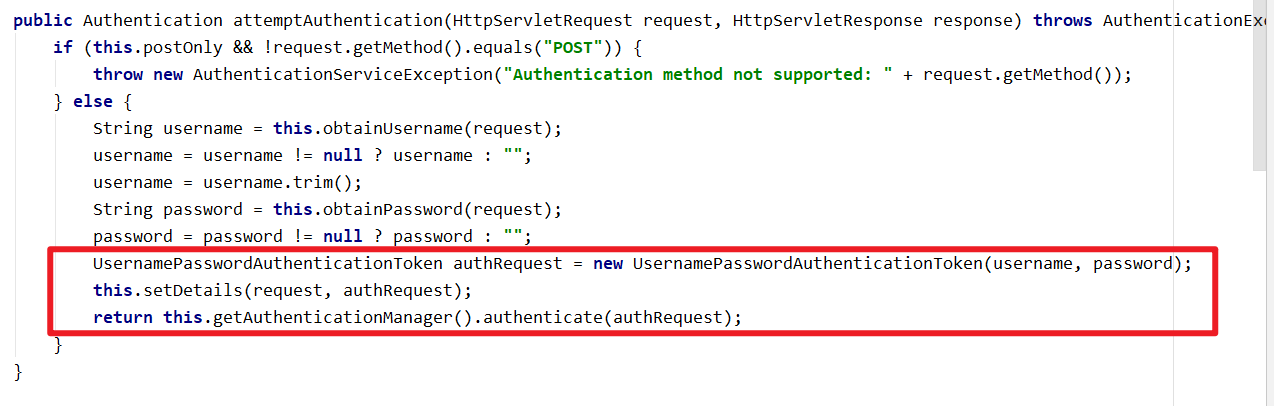 public Authentication attemptAuthentication(HttpServletRequest request, HttpServletResponse response) throws AuthenticationExc
if (this.postOnly && !request.getMethod().equals("POST")) {
throw new AuthenticationServiceException("Authentication method not supported: " + request.getMethod());
} else {
String username = this.obtainUsername(request);
username = username != null ? username : "";
username = username.trim();
String password = this.obtainPassword(request);
password = password != null ? password : "";
UsernamePasswordAuthenticationToken authRequest = new UsernamePasswordAuthenticationToken(username, password);
this.setDetails(request, authRequest);
return this.getAuthenticationManager().authenticate(authRequest);
}
}